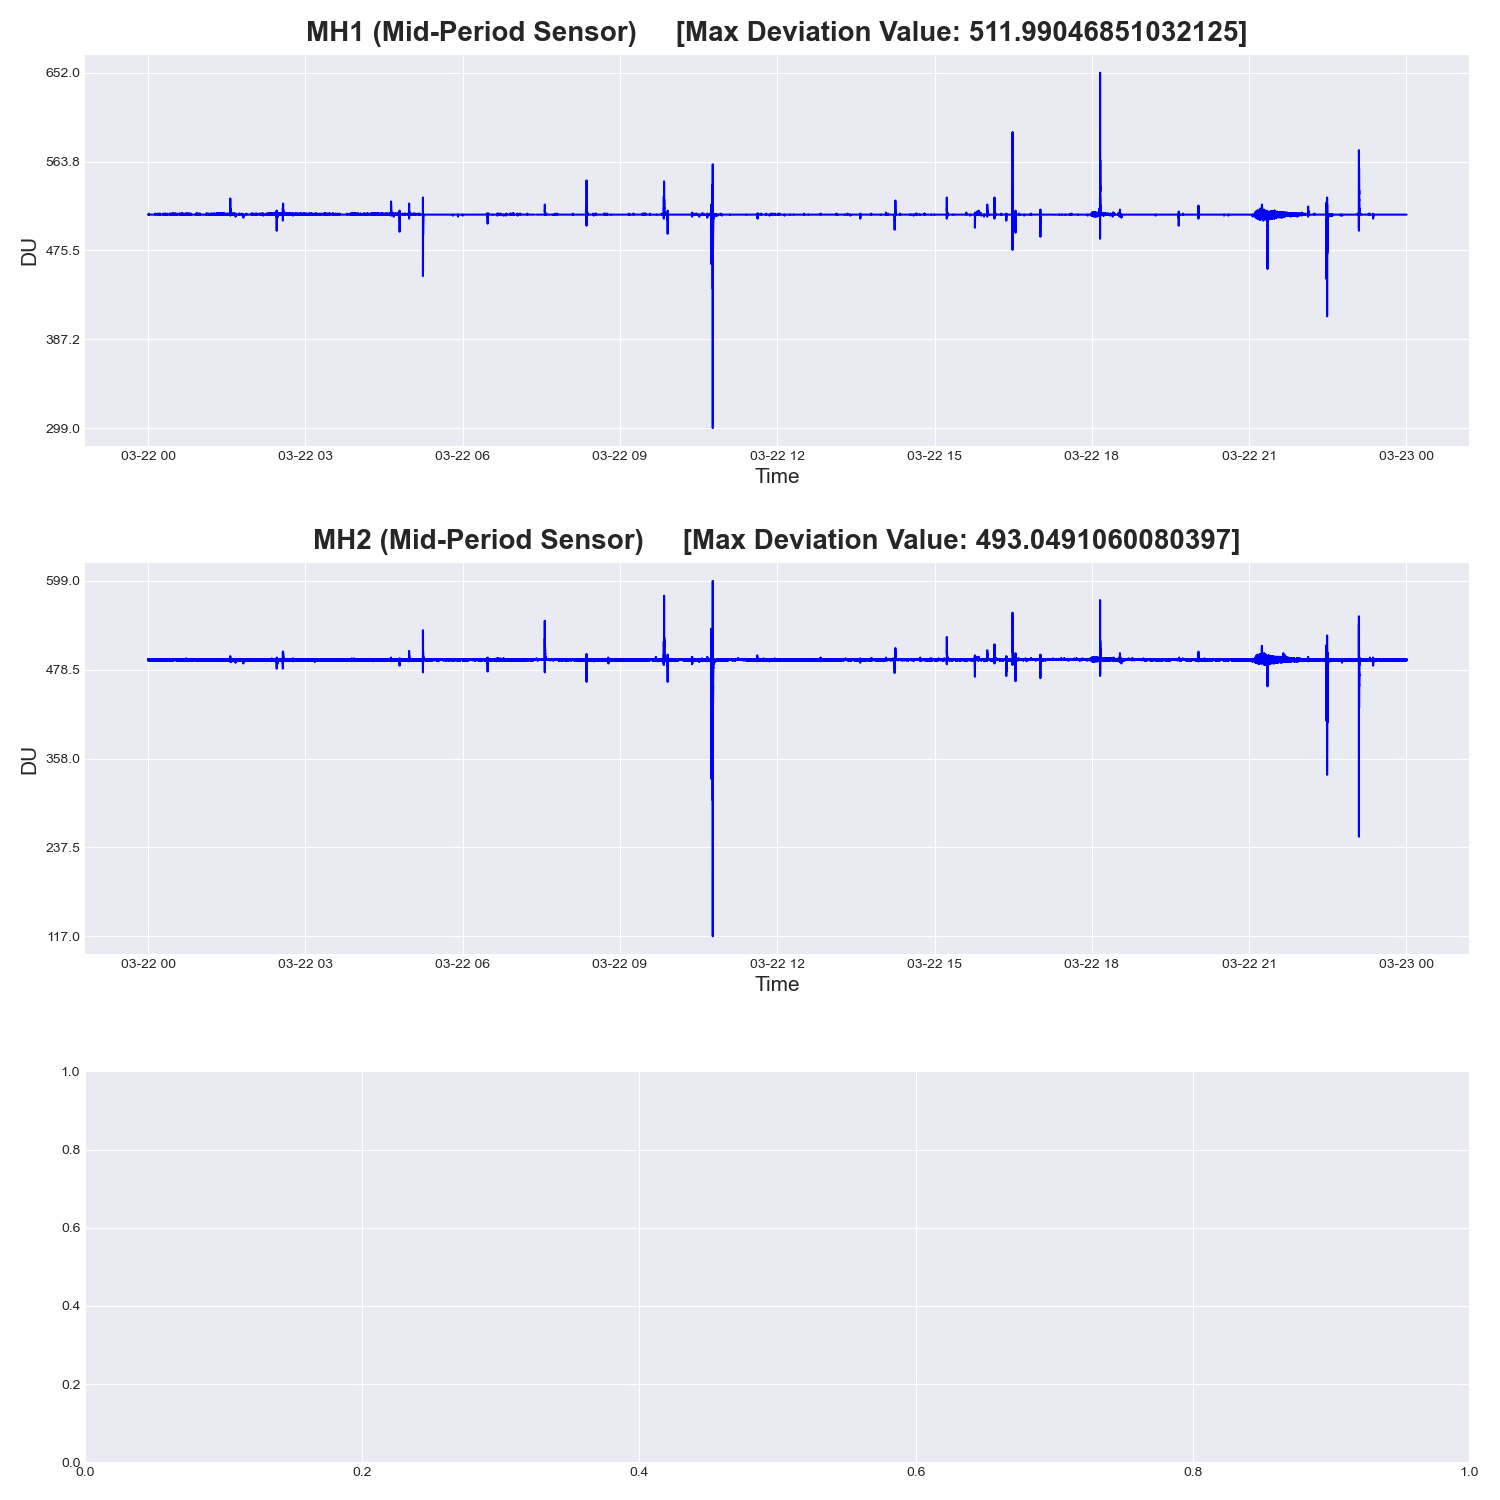 MH1 (Mid-Period Sensor) [Max Deviation Value: 511.99046851032125]
652.0
563.8
475.5
387.2
299.0
DU
03-22 00 03-22 03 03-22 06 03-22 09 03-22 12 03-22 15 03-22 18 03-22 21 03-23 00
Time
MH2 (Mid-Period Sensor) [Max Deviation Value: 493.0491060080397]
599.0
478.5
358.0
237.5
117.0
DU
03-22 00 03-22 03 03-22 06 03-22 09 03-22 12 03-22 15 03-22 18 03-22 21 03-23 00
Time
1.0
0.8
0.6
0.4
0.2
0.0
0.0 0.2 0.4 0.6 0.8 1.0